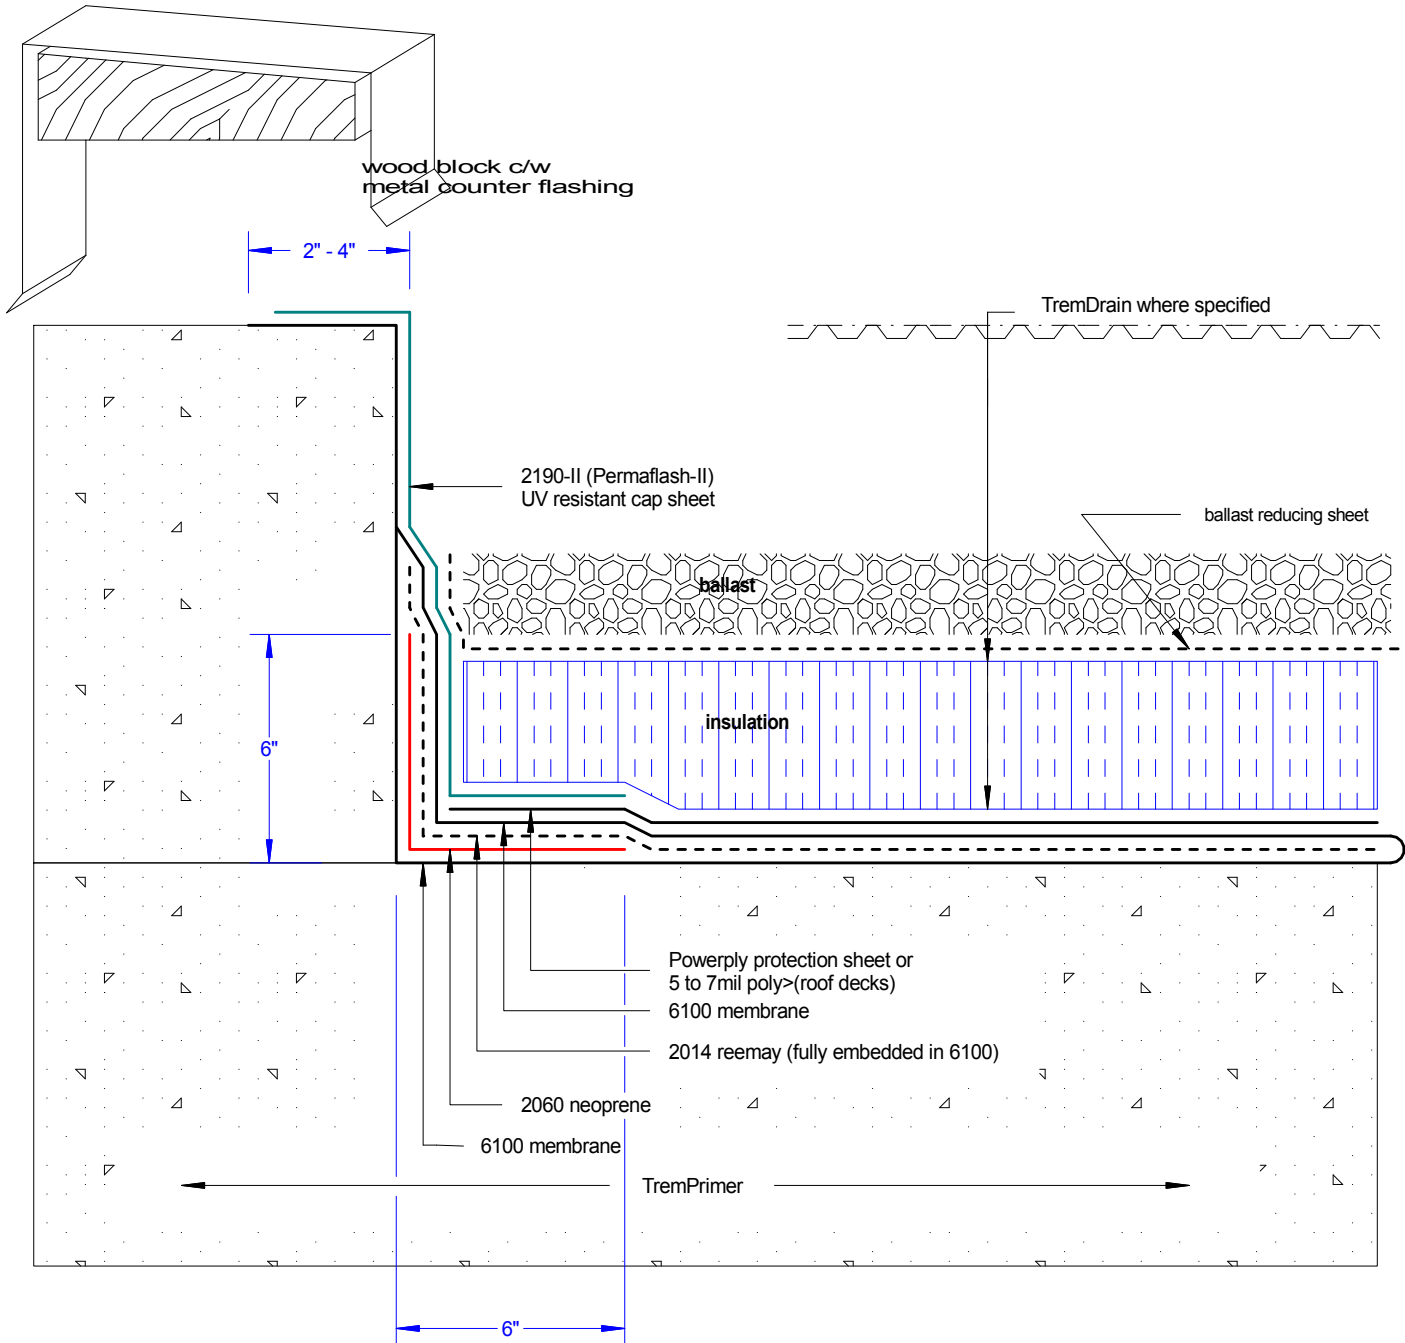 wood block c/w
metal counter flashing
2" - 4"
TremDrain where specified
2190-II (Permaflash-II)
UV resistant cap sheet
ballast reducing sheet
ballast
insulation
6"
Powerply protection sheet or
5 to 7mil poly>(roof decks)
6100 membrane
2014 reemay (fully embedded in 6100)
2060 neoprene
6100 membrane
TremPrimer
6"